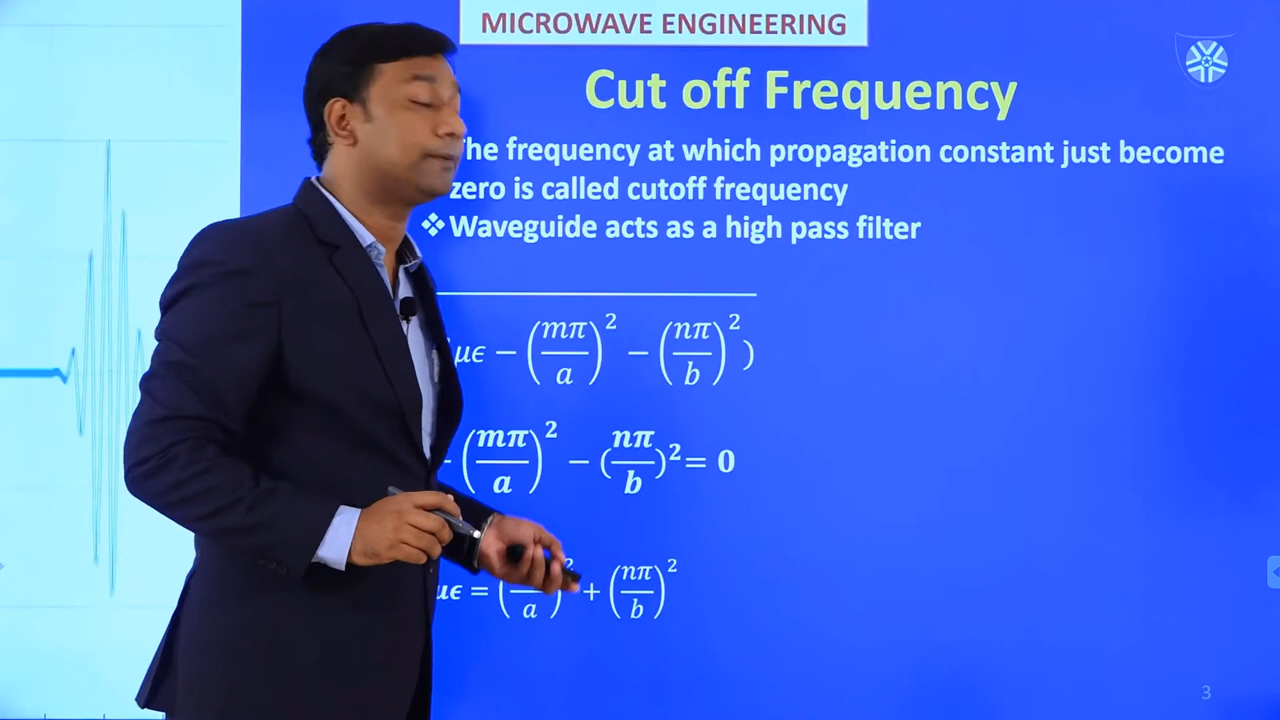 MICROWAVE ENGINEERING
Cut off Frequency
he frequency at which propagation constant just become
zero is called cutoff frequency
❖ Waveguide acts as a high pass filter
με − (mπ/a)² − (nπ/b)² )
(mπ/a)² − (nπ/b)² = 0
με = ( /a)² + (nπ/b)²
3